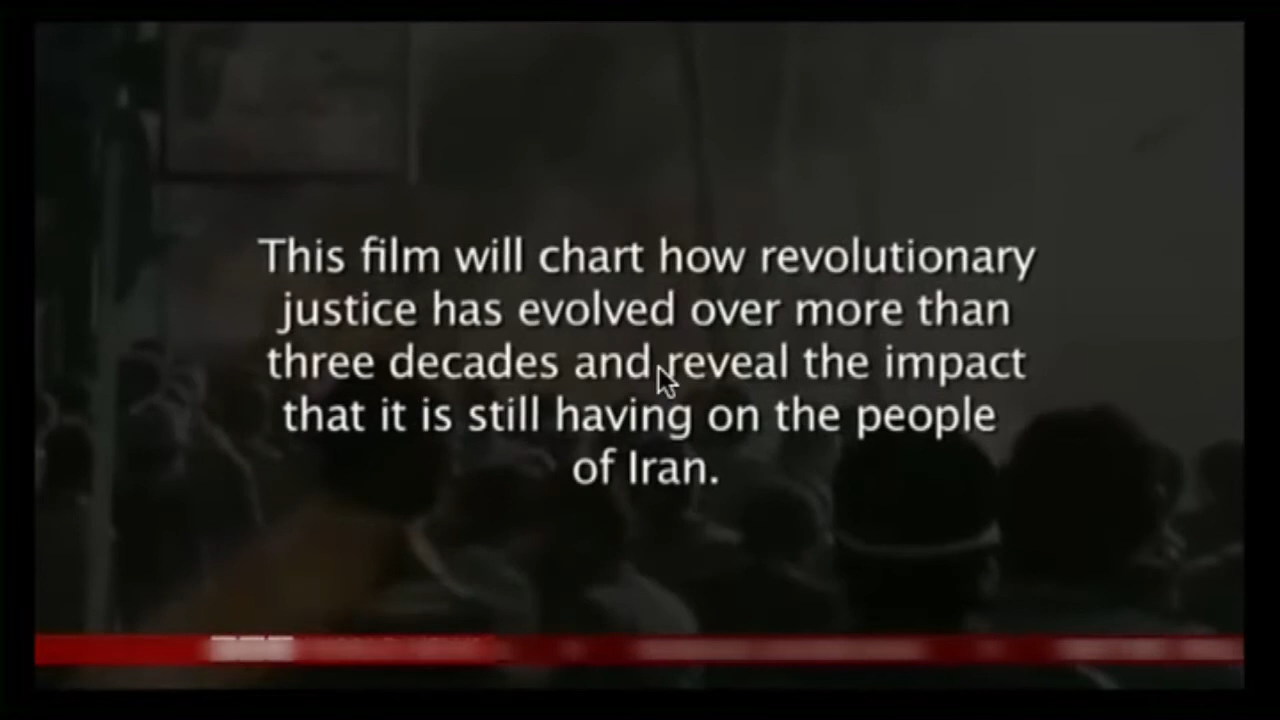 This film will chart how revolutionary
justice has evolved over more than
three decades and reveal the impact
that it is still having on the people
of Iran.